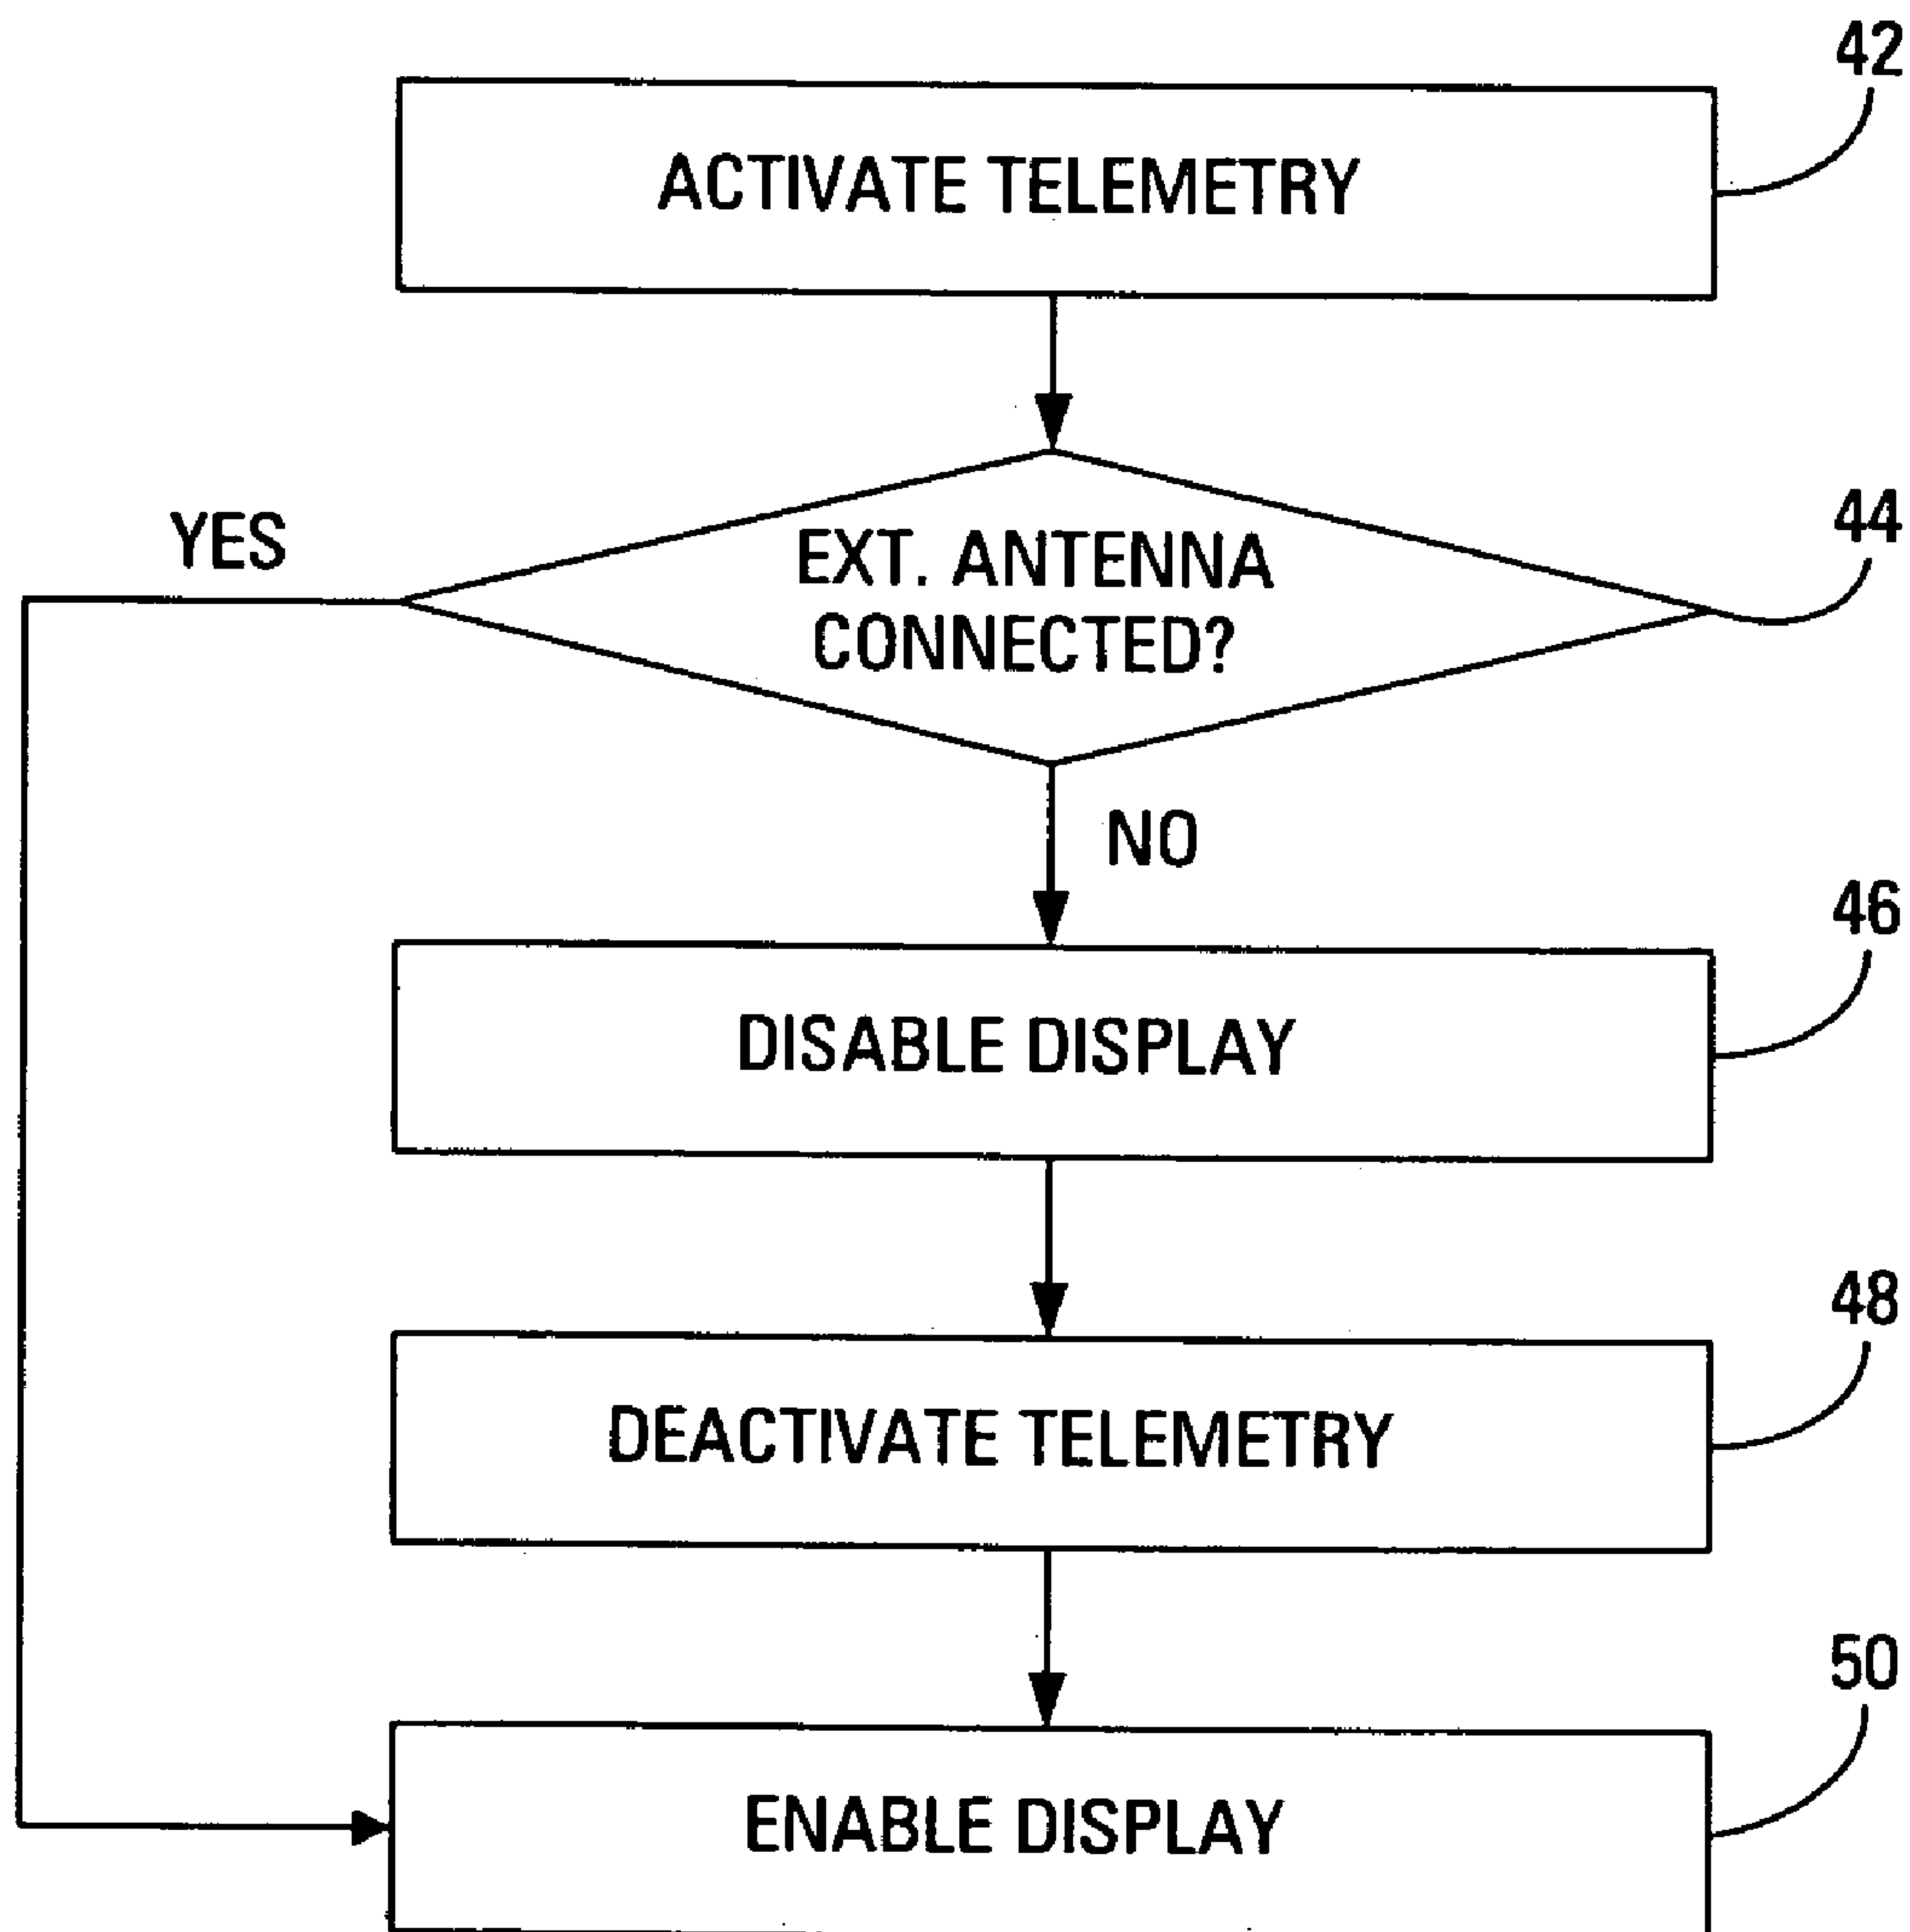 42
ACTIVATE TELEMETRY
44
YES
EXT. ANTENNA
CONNECTED?
NO
46
DISABLE DISPLAY
48
DEACTIVATE TELEMETRY
50
ENABLE DISPLAY